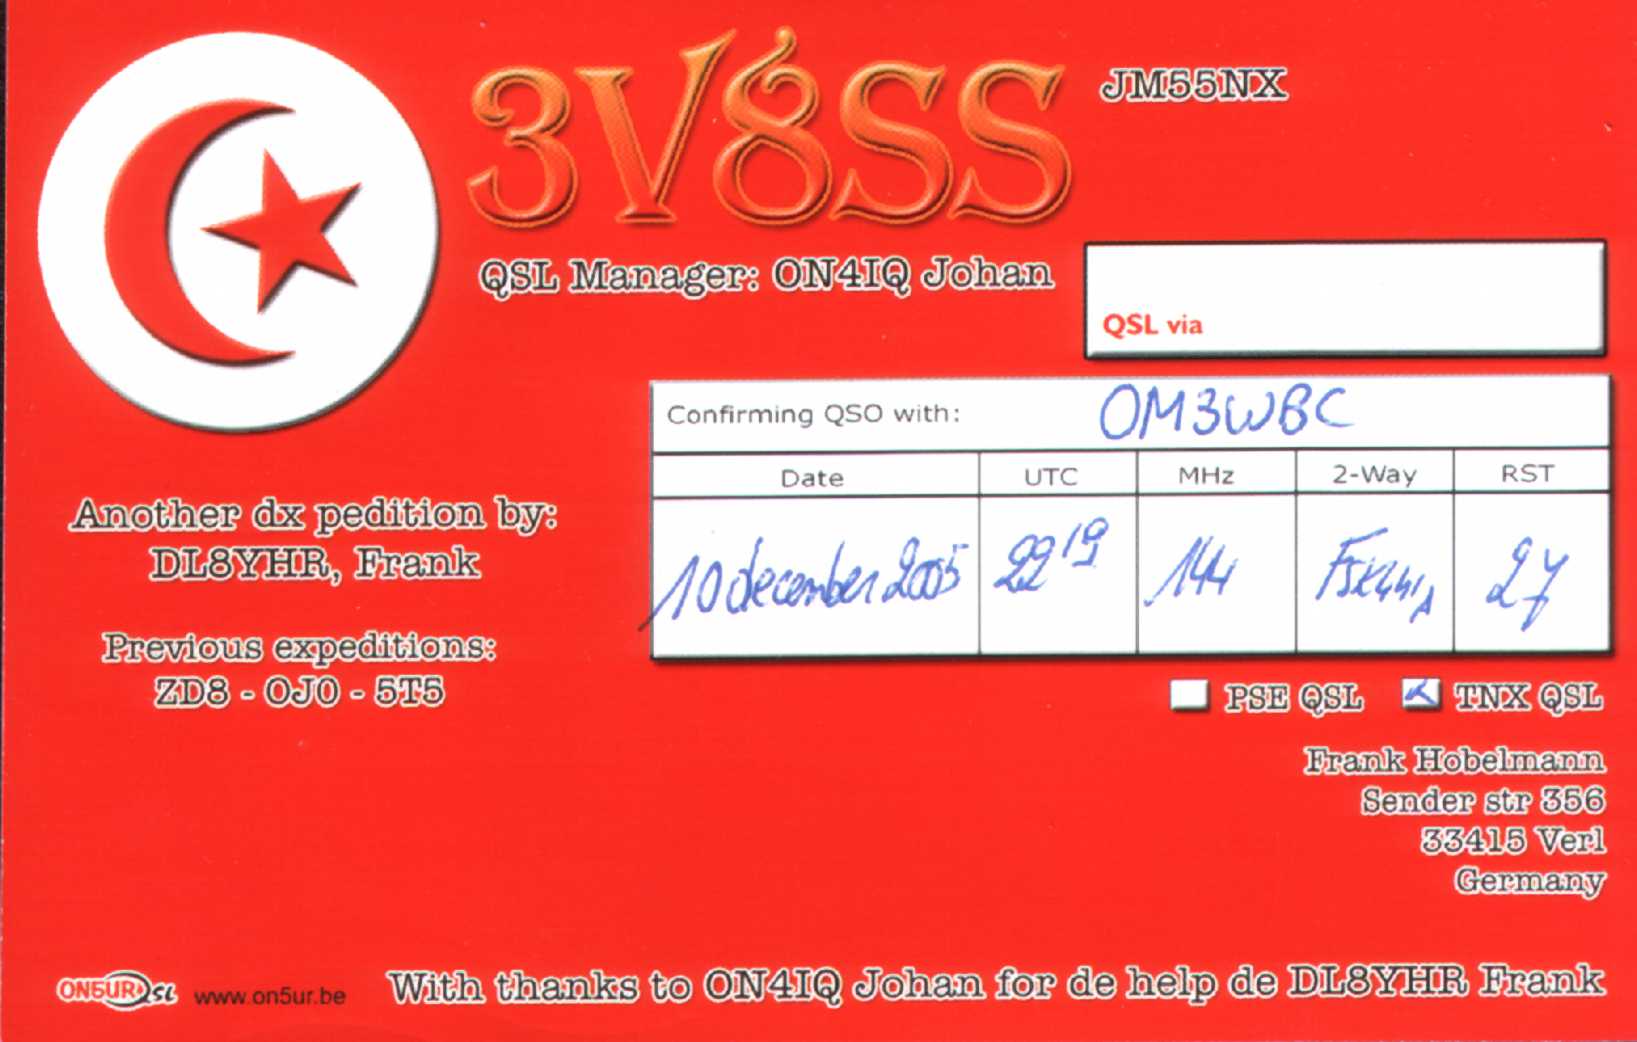 3V8SS
JM55NX
QSL Manager: ON4IQ Johan
QSL via
Confirming QSO with: OM3WBC
Date UTC MHz 2-Way RST
10 december 2005 22 19 144 FSK441A 27
Another dx pedition by:
DL8YHR, Frank
Previous expeditions:
ZD8 - OJ0 - 5T5
PSE QSL TNX QSL
Frank Hobelmann
Sender str 356
33415 Verl
Germany
ON5UR QSL www.on5ur.be
With thanks to ON4IQ Johan for de help de DL8YHR Frank